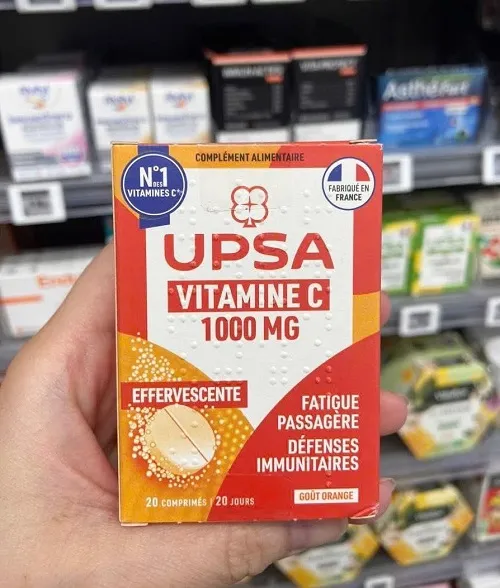 COMPLÉMENT ALIMENTAIRE
N°1
DES
VITAMINES C*
FABRIQUÉ EN
FRANCE
UPSA
VITAMINE C
1000 MG
EFFERVESCENTE
FATIGUE
PASSAGÈRE
DÉFENSES
IMMUNITAIRES
20 COMPRIMÉS / 20 JOURS
GOÛT ORANGE